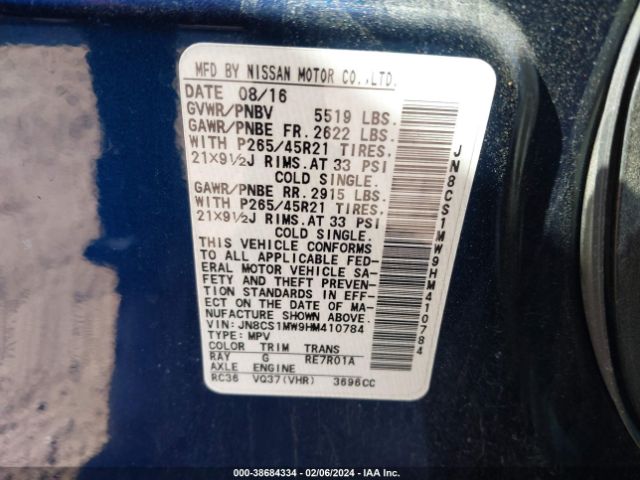 MFD BY NISSAN MOTOR CO.,LTD.
DATE 08/16
GVWR/PNBV 5519 LBS.
GAWR/PNBE FR. 2622 LBS.
WITH P265/45R21 TIRES,
21X9½J RIMS. AT 33 PSI
COLD SINGLE.
GAWR/PNBE RR. 2915 LBS.
WITH P265/45R21 TIRES,
21X9½J RIMS. AT 33 PSI
COLD SINGLE.
THIS VEHICLE CONFORMS
TO ALL APPLICABLE FED-
ERAL MOTOR VEHICLE SA-
FETY AND THEFT PREVEN-
TION STANDARDS IN EFF-
ECT ON THE DATE OF MA-
NUFACTURE SHOWN ABOVE.
VIN: JN8CS1MW9HM410784
TYPE: MPV
COLOR TRIM TRANS
RAY G RE7R01A
AXLE ENGINE
RC36 VQ37(VHR) 3696CC
JN8CS1MW9HM410784
000-38684334 / 02/06/2024 - IAA Inc.